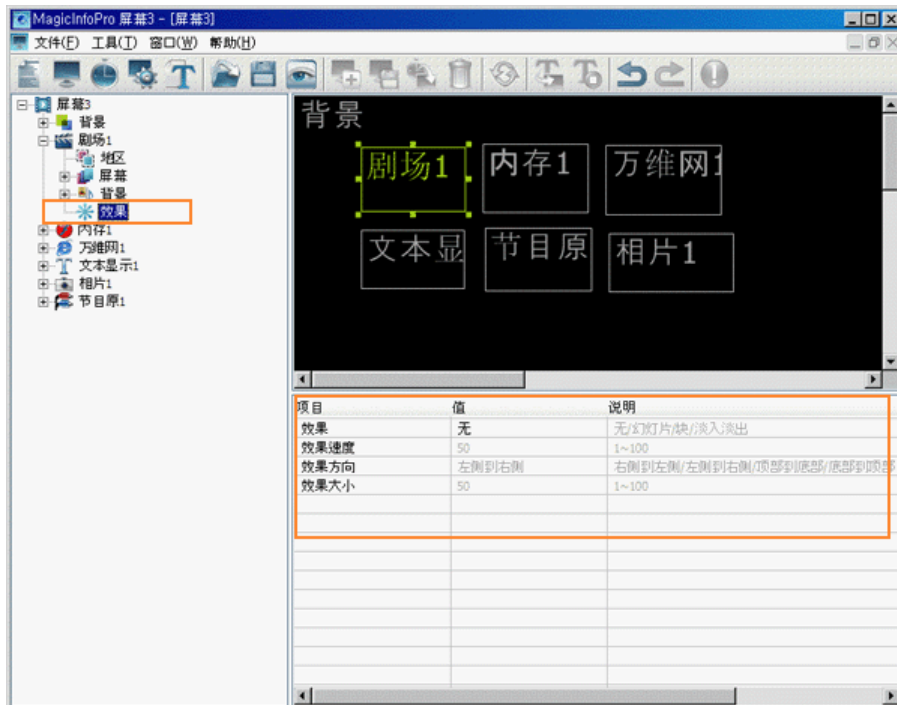 MagicInfoPro 屏幕3 - [屏幕3]
文件(F) 工具(T) 窗口(W) 帮助(H)
屏幕3
背景
剧场1
地区
屏幕
背景
效果
内存1
万维网1
文本显示1
相片1
节目原1
背景
剧场1 内存1 万维网1
文本显 节目原 相片1
项目 值 说明
效果 无 无/幻灯片/块/淡入淡出
效果速度 50 1~100
效果方向 左侧到右侧 右侧到左侧/左侧到右侧/顶部到底部/底部到顶部
效果大小 50 1~100